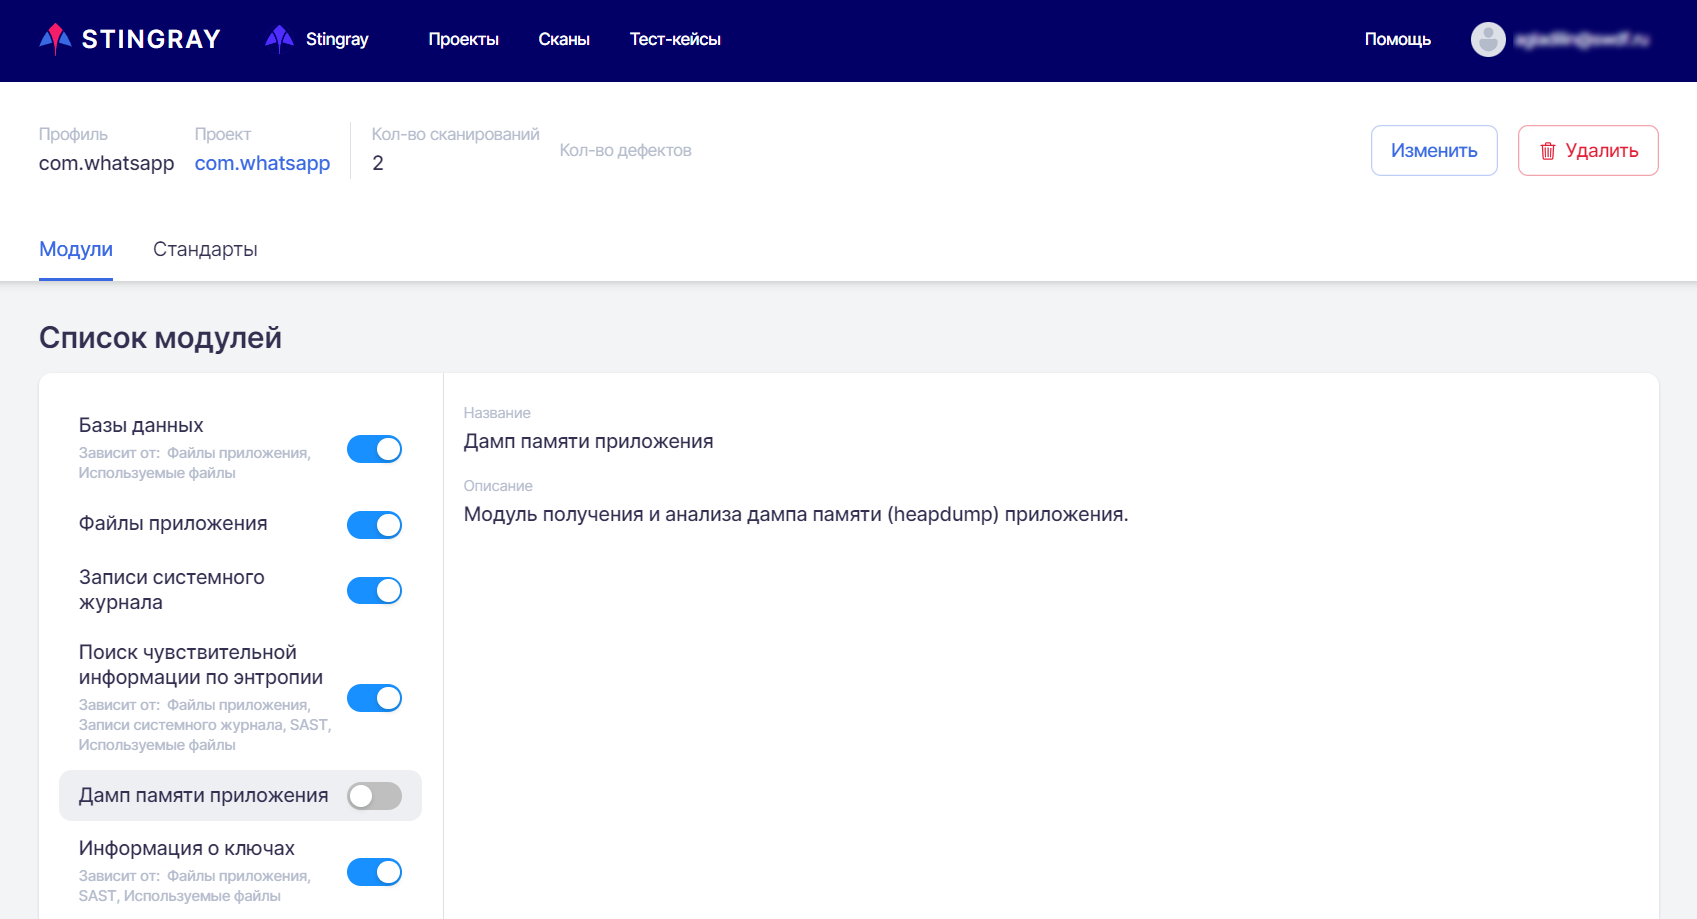 STINGRAY
Stingray
Проекты
Сканы
Тест-кейсы
Помощь
Профиль
com.whatsapp
Проект
com.whatsapp
Кол-во сканирований
2
Кол-во дефектов
Изменить
Удалить
Модули
Стандарты
Список модулей
Базы данных
Зависит от: Файлы приложения,
Используемые файлы
Файлы приложения
Записи системного
журнала
Поиск чувствительной
информации по энтропии
Зависит от: Файлы приложения,
Записи системного журнала, SAST,
Используемые файлы
Дамп памяти приложения
Информация о ключах
Зависит от: Файлы приложения,
SAST, Используемые файлы
Название
Дамп памяти приложения
Описание
Модуль получения и анализа дампа памяти (heapdump) приложения.